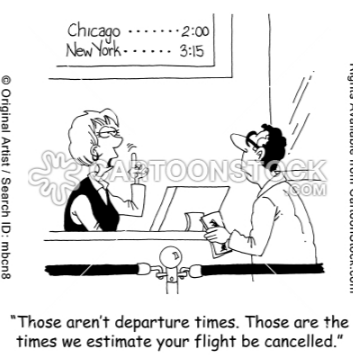 Chicago ········2:00
New York······ 3:15
© Original Artist / Search ID: mbcn8
CARTOONSTOCK
.COM
"Those aren't departure times. Those are the
times we estimate your flight be cancelled."